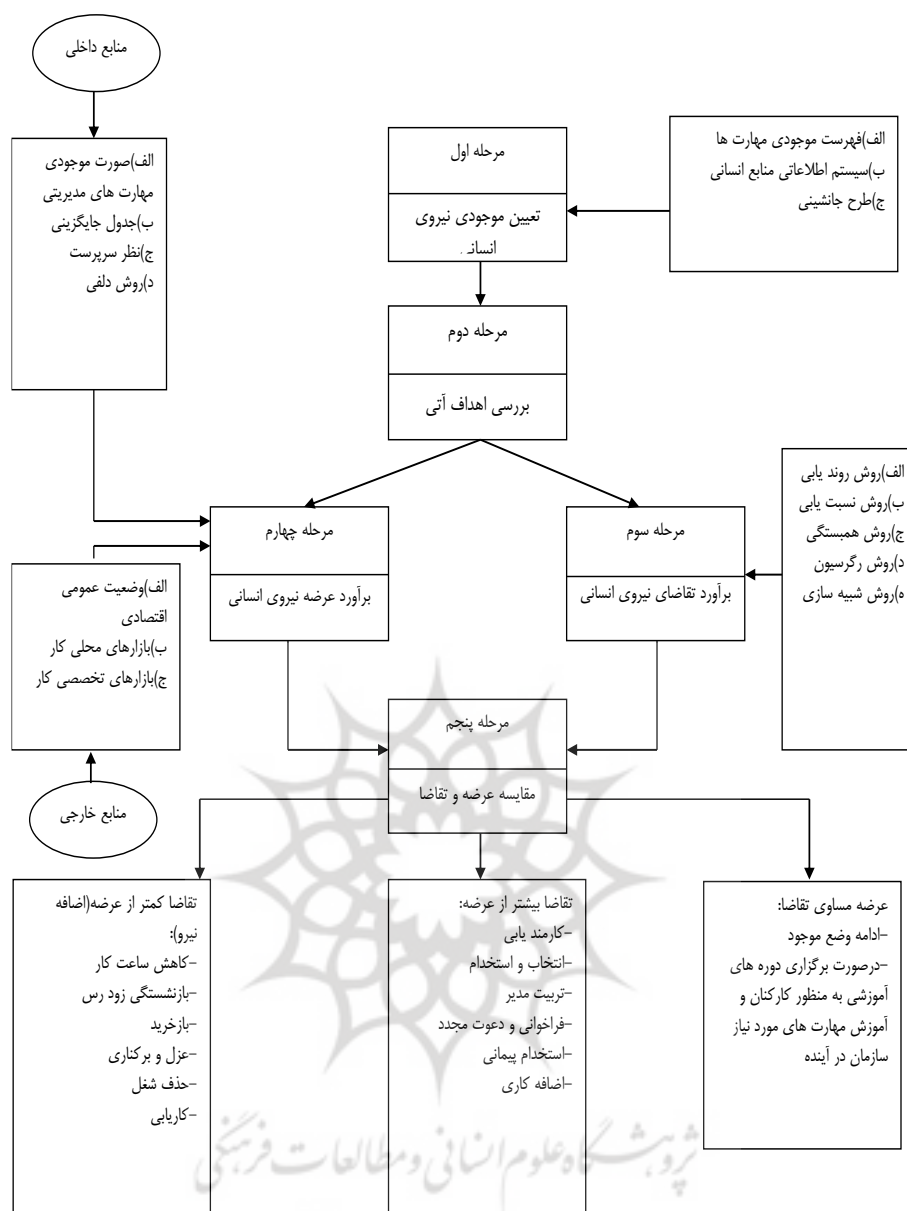 منابع داخلی
الف)صورت موجودی
مهارت های مدیریتی
ب)جدول جایگزینی
ج)نظر سرپرست
د)روش دلفی
مرحله اول
تعیین موجودی نیروی
انسانی
الف)فهرست موجودی مهارت ها
ب)سیستم اطلاعاتی منابع انسانی
ج)طرح جانشینی
مرحله دوم
بررسی اهداف آتی
الف)روش روند یابی
ب)روش نسبت یابی
ج)روش همبستگی
د)روش رگرسیون
ه)روش شبیه سازی
مرحله سوم
برآورد تقاضای نیروی انسانی
مرحله چهارم
برآورد عرضه نیروی انسانی
الف)وضعیت عمومی
اقتصادی
ب)بازارهای محلی کار
ج)بازارهای تخصصی کار
منابع خارجی
مرحله پنجم
مقایسه عرضه و تقاضا
عرضه مساوی تقاضا:
-ادامه وضع موجود
-درصورت برگزاری دوره های
آموزشی به منظور کارکنان و
آموزش مهارت های مورد نیاز
سازمان در آینده
تقاضا بیشتر از عرضه:
-کارمند یابی
-انتخاب و استخدام
-تربیت مدیر
-فراخوانی و دعوت مجدد
-استخدام پیمانی
-اضافه کاری
تقاضا کمتر از عرضه(اضافه
نیرو):
-کاهش ساعت کار
-بازنشستگی زود رس
-بازخرید
-عزل و برکناری
-حذف شغل
-کاریابی
پژوهشگاه علوم انسانی و مطالعات فرهنگی